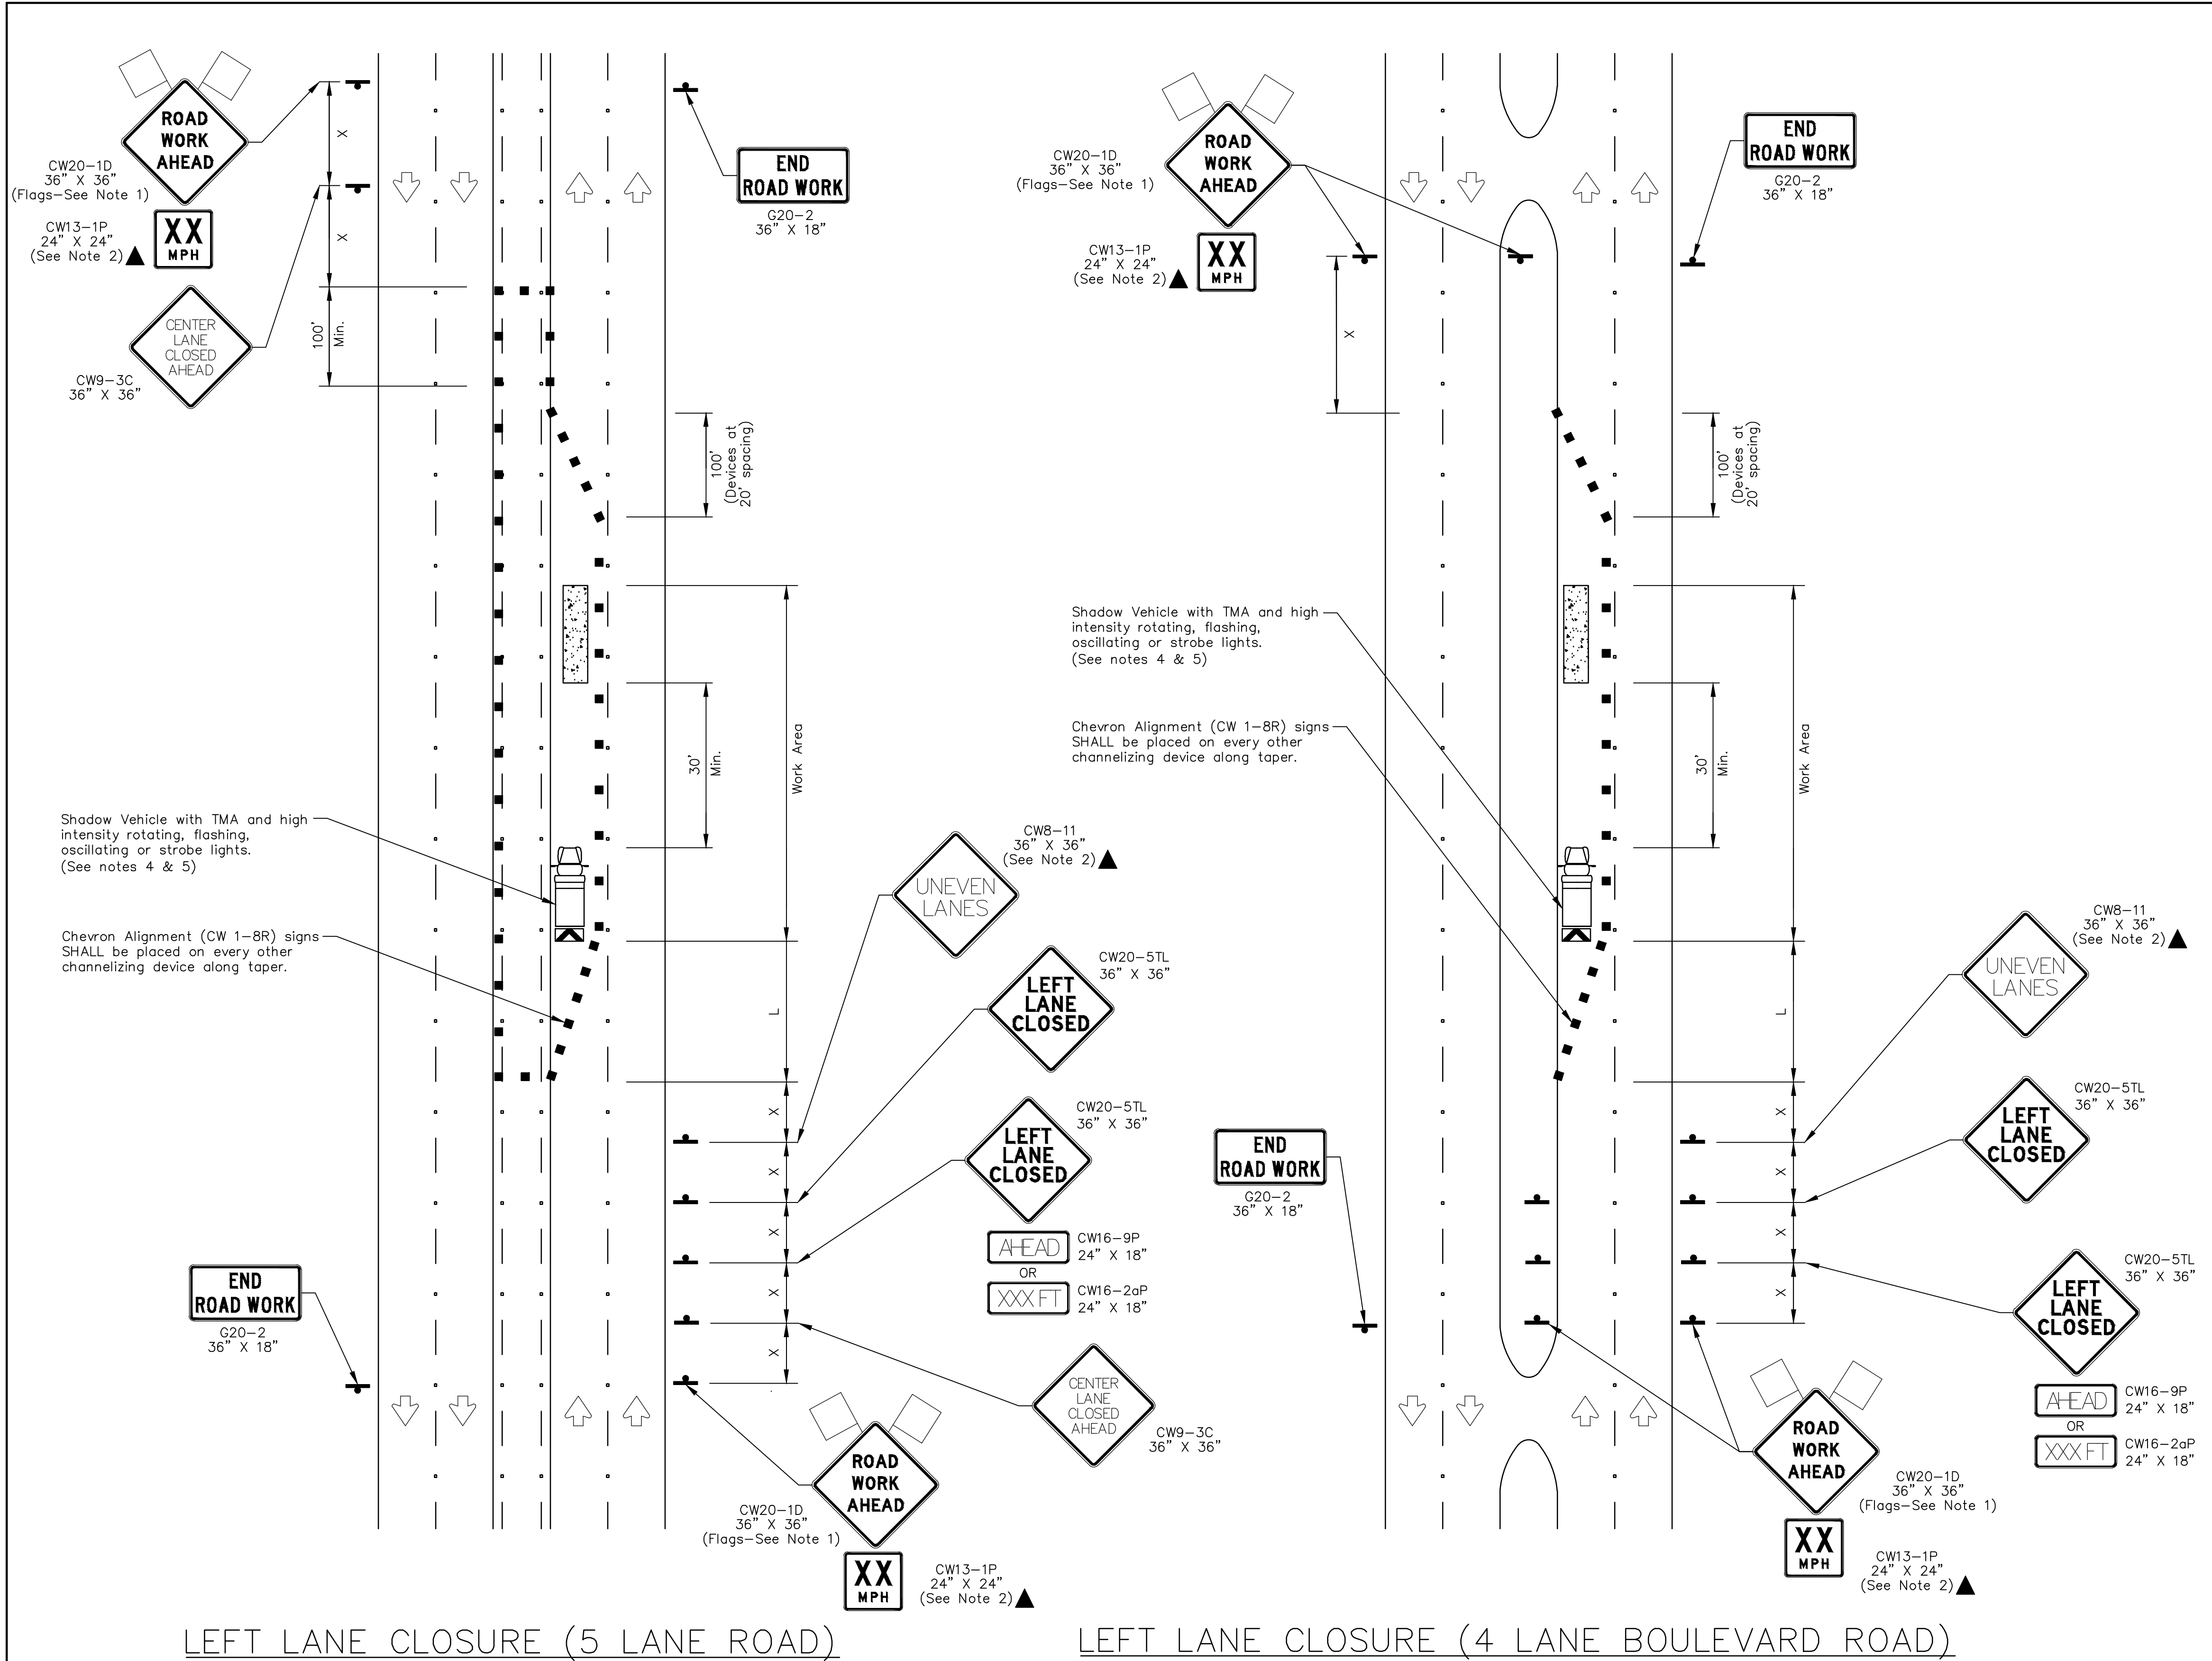 ROAD
WORK
AHEAD
CW20-1D
36" X 36"
(Flags-See Note 1)
CW13-1P
24" X 24"
(See Note 2)
XX
MPH
CENTER
LANE
CLOSED
AHEAD
CW9-3C
36" X 36"
X
X
100'
Min.
END
ROAD WORK
G20-2
36" X 18"
100'
(Devices at
20' spacing)
Work Area
30'
Min.
Shadow Vehicle with TMA and high
intensity rotating, flashing,
oscillating or strobe lights.
(See notes 4 & 5)
Chevron Alignment (CW 1-8R) signs
SHALL be placed on every other
channelizing device along taper.
L
X
X
X
X
X
CW8-11
36" X 36"
(See Note 2)
UNEVEN
LANES
CW20-5TL
36" X 36"
LEFT
LANE
CLOSED
CW20-5TL
36" X 36"
LEFT
LANE
CLOSED
AHEAD
CW16-9P
24" X 18"
OR
XXX FT
CW16-2aP
24" X 18"
CENTER
LANE
CLOSED
AHEAD
CW9-3C
36" X 36"
END
ROAD WORK
G20-2
36" X 18"
ROAD
WORK
AHEAD
CW20-1D
36" X 36"
(Flags-See Note 1)
XX
MPH
CW13-1P
24" X 24"
(See Note 2)
LEFT LANE CLOSURE (5 LANE ROAD)
ROAD
WORK
AHEAD
CW20-1D
36" X 36"
(Flags-See Note 1)
CW13-1P
24" X 24"
(See Note 2)
XX
MPH
X
END
ROAD WORK
G20-2
36" X 18"
100'
(Devices at
20' spacing)
Shadow Vehicle with TMA and high
intensity rotating, flashing,
oscillating or strobe lights.
(See notes 4 & 5)
Chevron Alignment (CW 1-8R) signs
SHALL be placed on every other
channelizing device along taper.
Work Area
30'
Min.
L
X
X
X
X
CW8-11
36" X 36"
(See Note 2)
UNEVEN
LANES
CW20-5TL
36" X 36"
LEFT
LANE
CLOSED
END
ROAD WORK
G20-2
36" X 18"
CW20-5TL
36" X 36"
LEFT
LANE
CLOSED
AHEAD
CW16-9P
24" X 18"
OR
XXX FT
CW16-2aP
24" X 18"
ROAD
WORK
AHEAD
CW20-1D
36" X 36"
(Flags-See Note 1)
XX
MPH
CW13-1P
24" X 24"
(See Note 2)
LEFT LANE CLOSURE (4 LANE BOULEVARD ROAD)